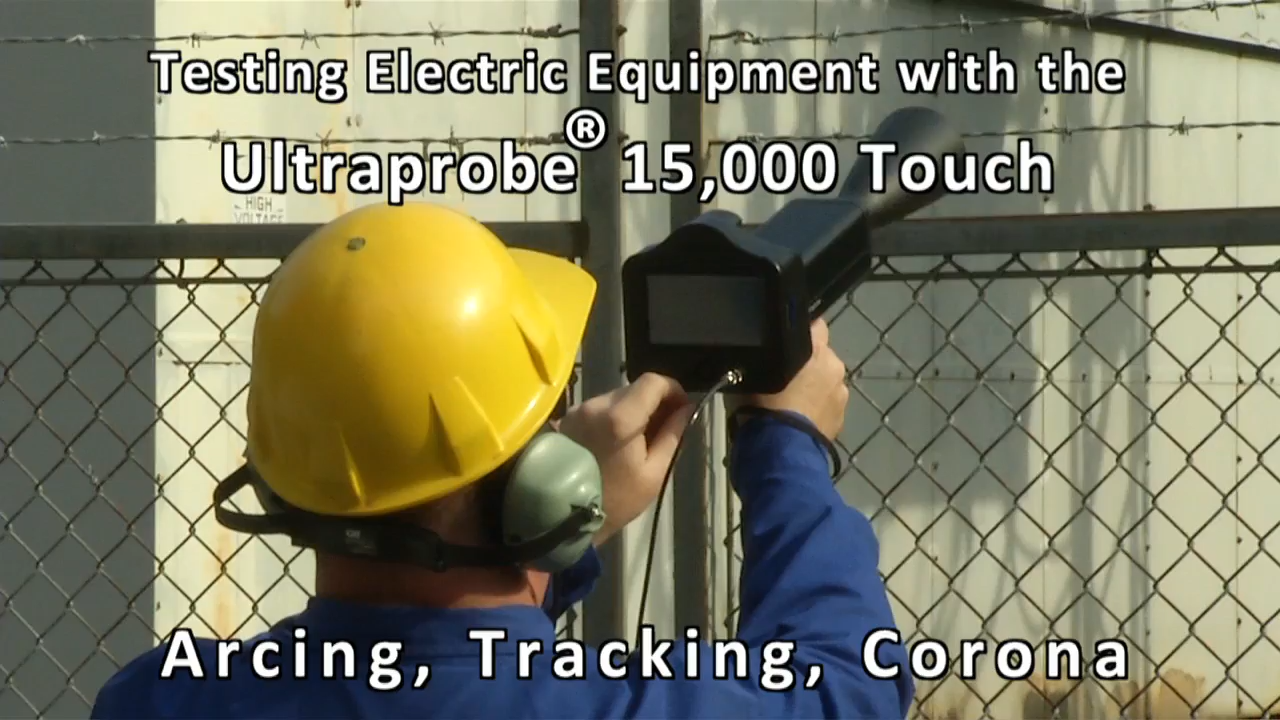 Testing Electric Equipment with the
Ultraprobe® 15,000 Touch
HIGH
VOLTAGE
Arcing, Tracking, Corona